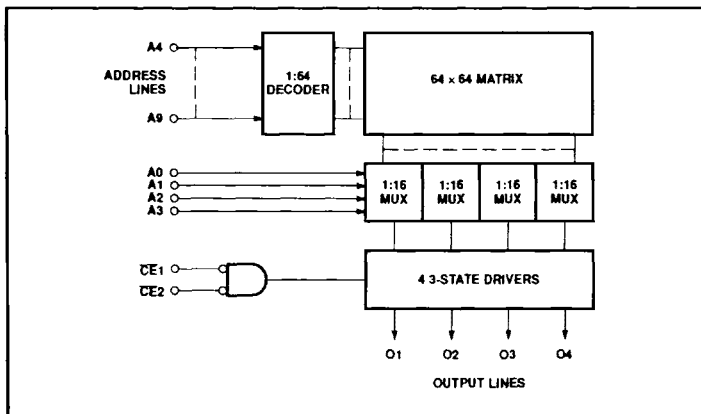 A4
ADDRESS
LINES
A9
1:64
DECODER
64 × 64 MATRIX
A0
A1
A2
A3
1:16
MUX
1:16
MUX
1:16
MUX
1:16
MUX
CE1
CE2
4 3-STATE DRIVERS
O1 O2 O3 O4
OUTPUT LINES